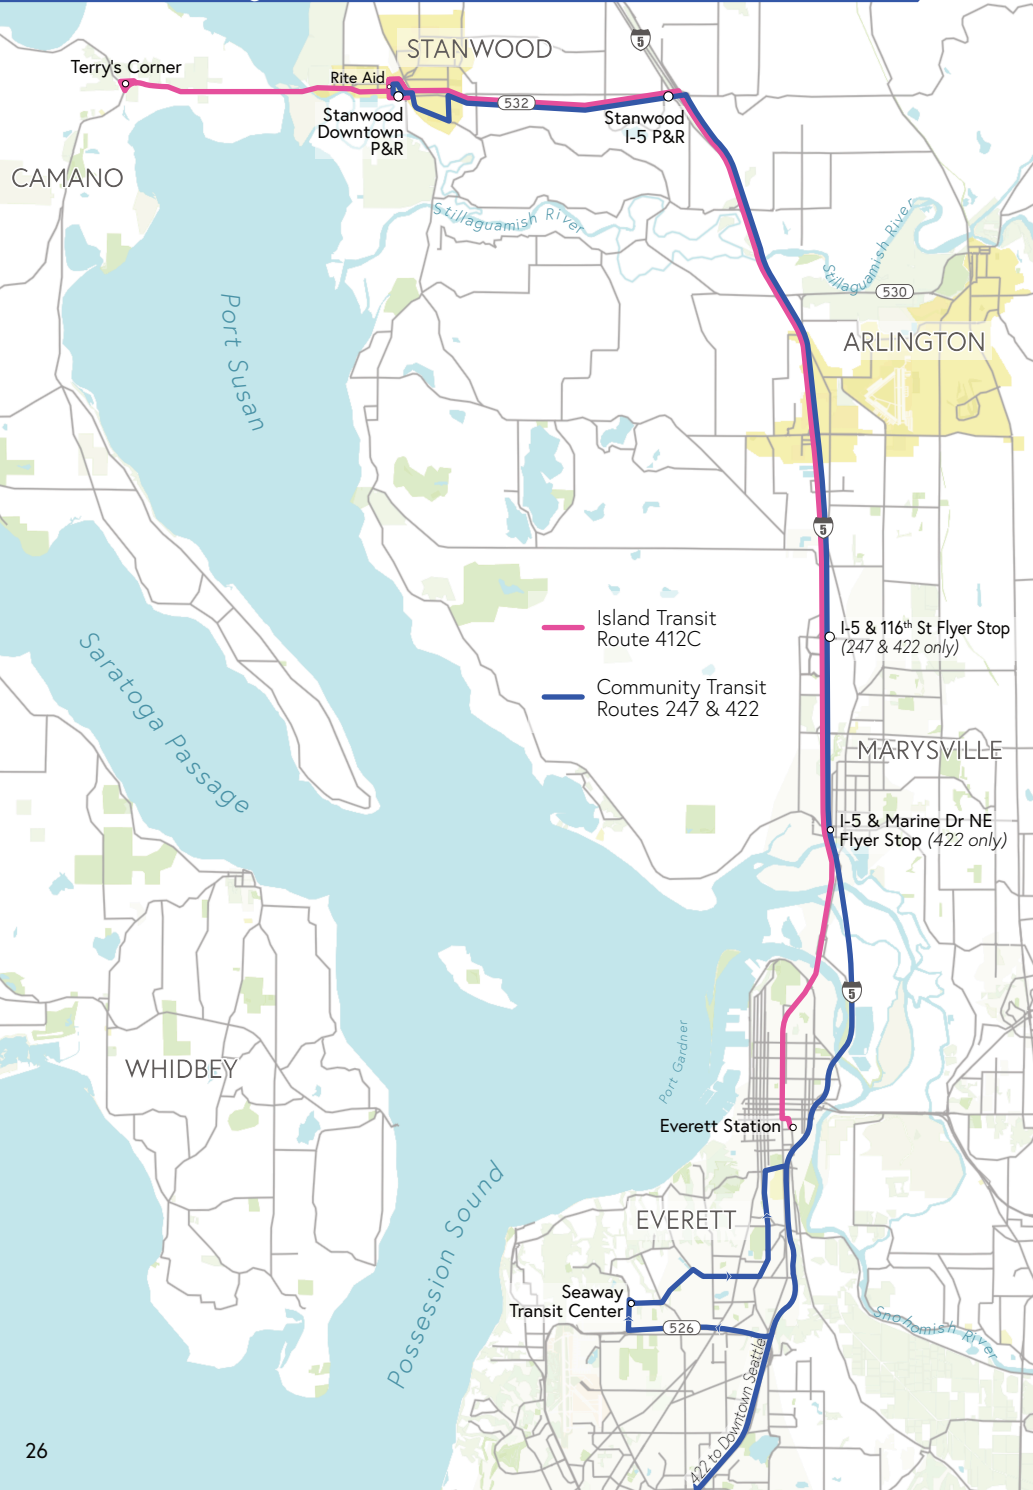 5
STANWOOD
Terry's Corner
Rite Aid
532
Stanwood
Downtown
P&R
Stanwood
I-5 P&R
CAMANO
Stillaguamish River
Stillaguamish River
530
Port Susan
ARLINGTON
5
Island Transit
Route 412C
I-5 & 116th St Flyer Stop
(247 & 422 only)
Community Transit
Routes 247 & 422
Saratoga Passage
MARYSVILLE
I-5 & Marine Dr NE
Flyer Stop (422 only)
5
Port Gardner
WHIDBEY
Everett Station
Possession Sound
EVERETT
Seaway
Transit Center
526
Snohomish River
422 to Downtown Seattle
26